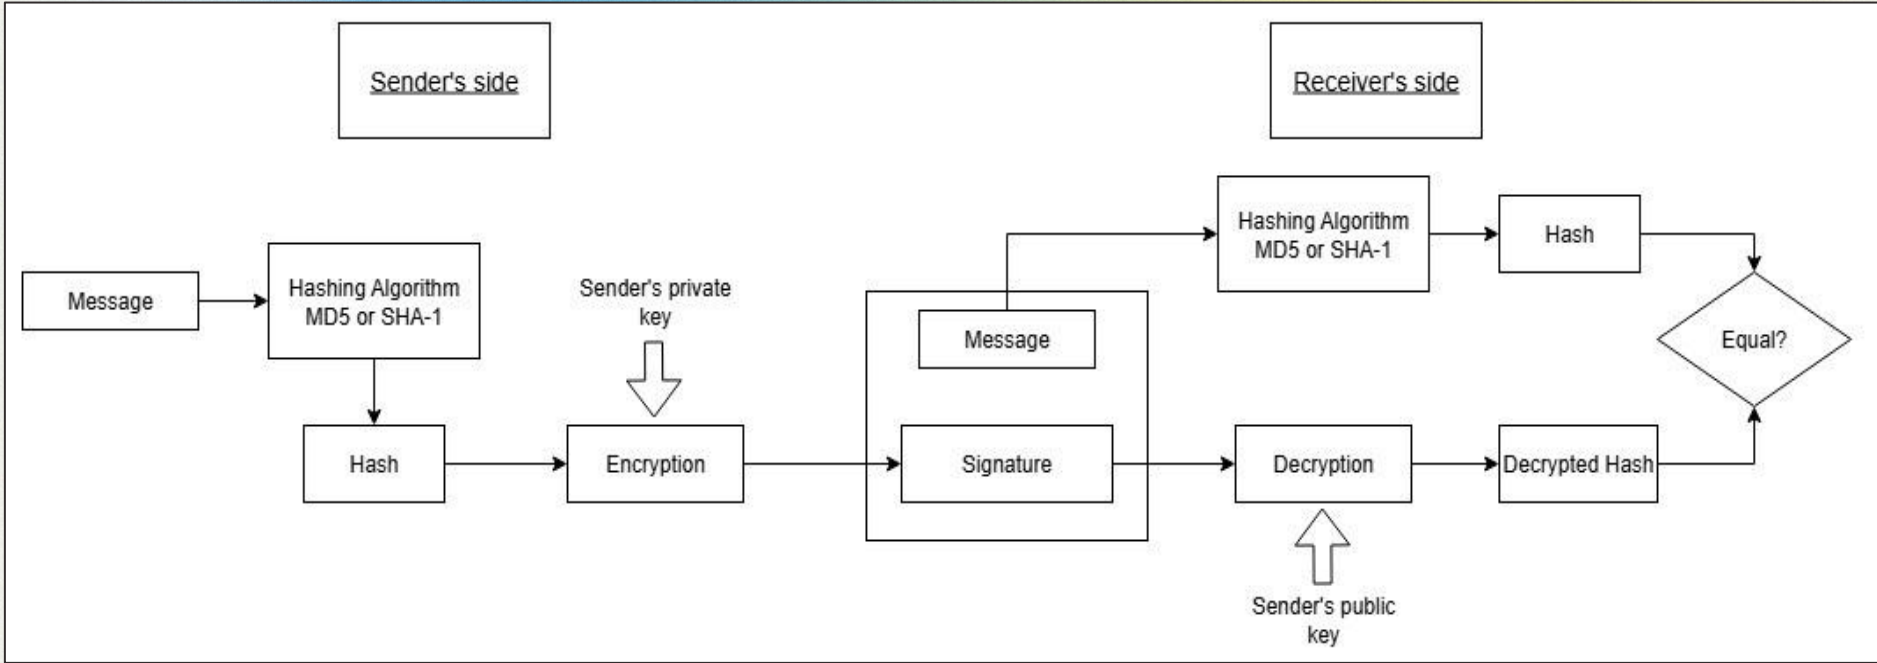 Sender's side
Receiver's side
Message
Hashing Algorithm
MD5 or SHA-1
Hash
Sender's private
key
Encryption
Message
Signature
Hashing Algorithm
MD5 or SHA-1
Hash
Equal?
Decryption
Decrypted Hash
Sender's public
key